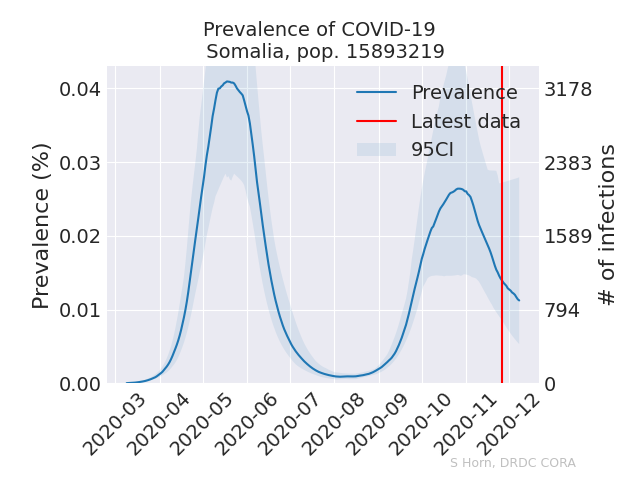 Prevalence of COVID-19
Somalia, pop. 15893219
Prevalence
Latest data
95CI
Prevalence (%)
0.04
0.03
0.02
0.01
0.00
3178
2383
1589
794
0
# of infections
2020-03
2020-04
2020-05
2020-06
2020-07
2020-08
2020-09
2020-10
2020-11
2020-12
S Horn, DRDC CORA